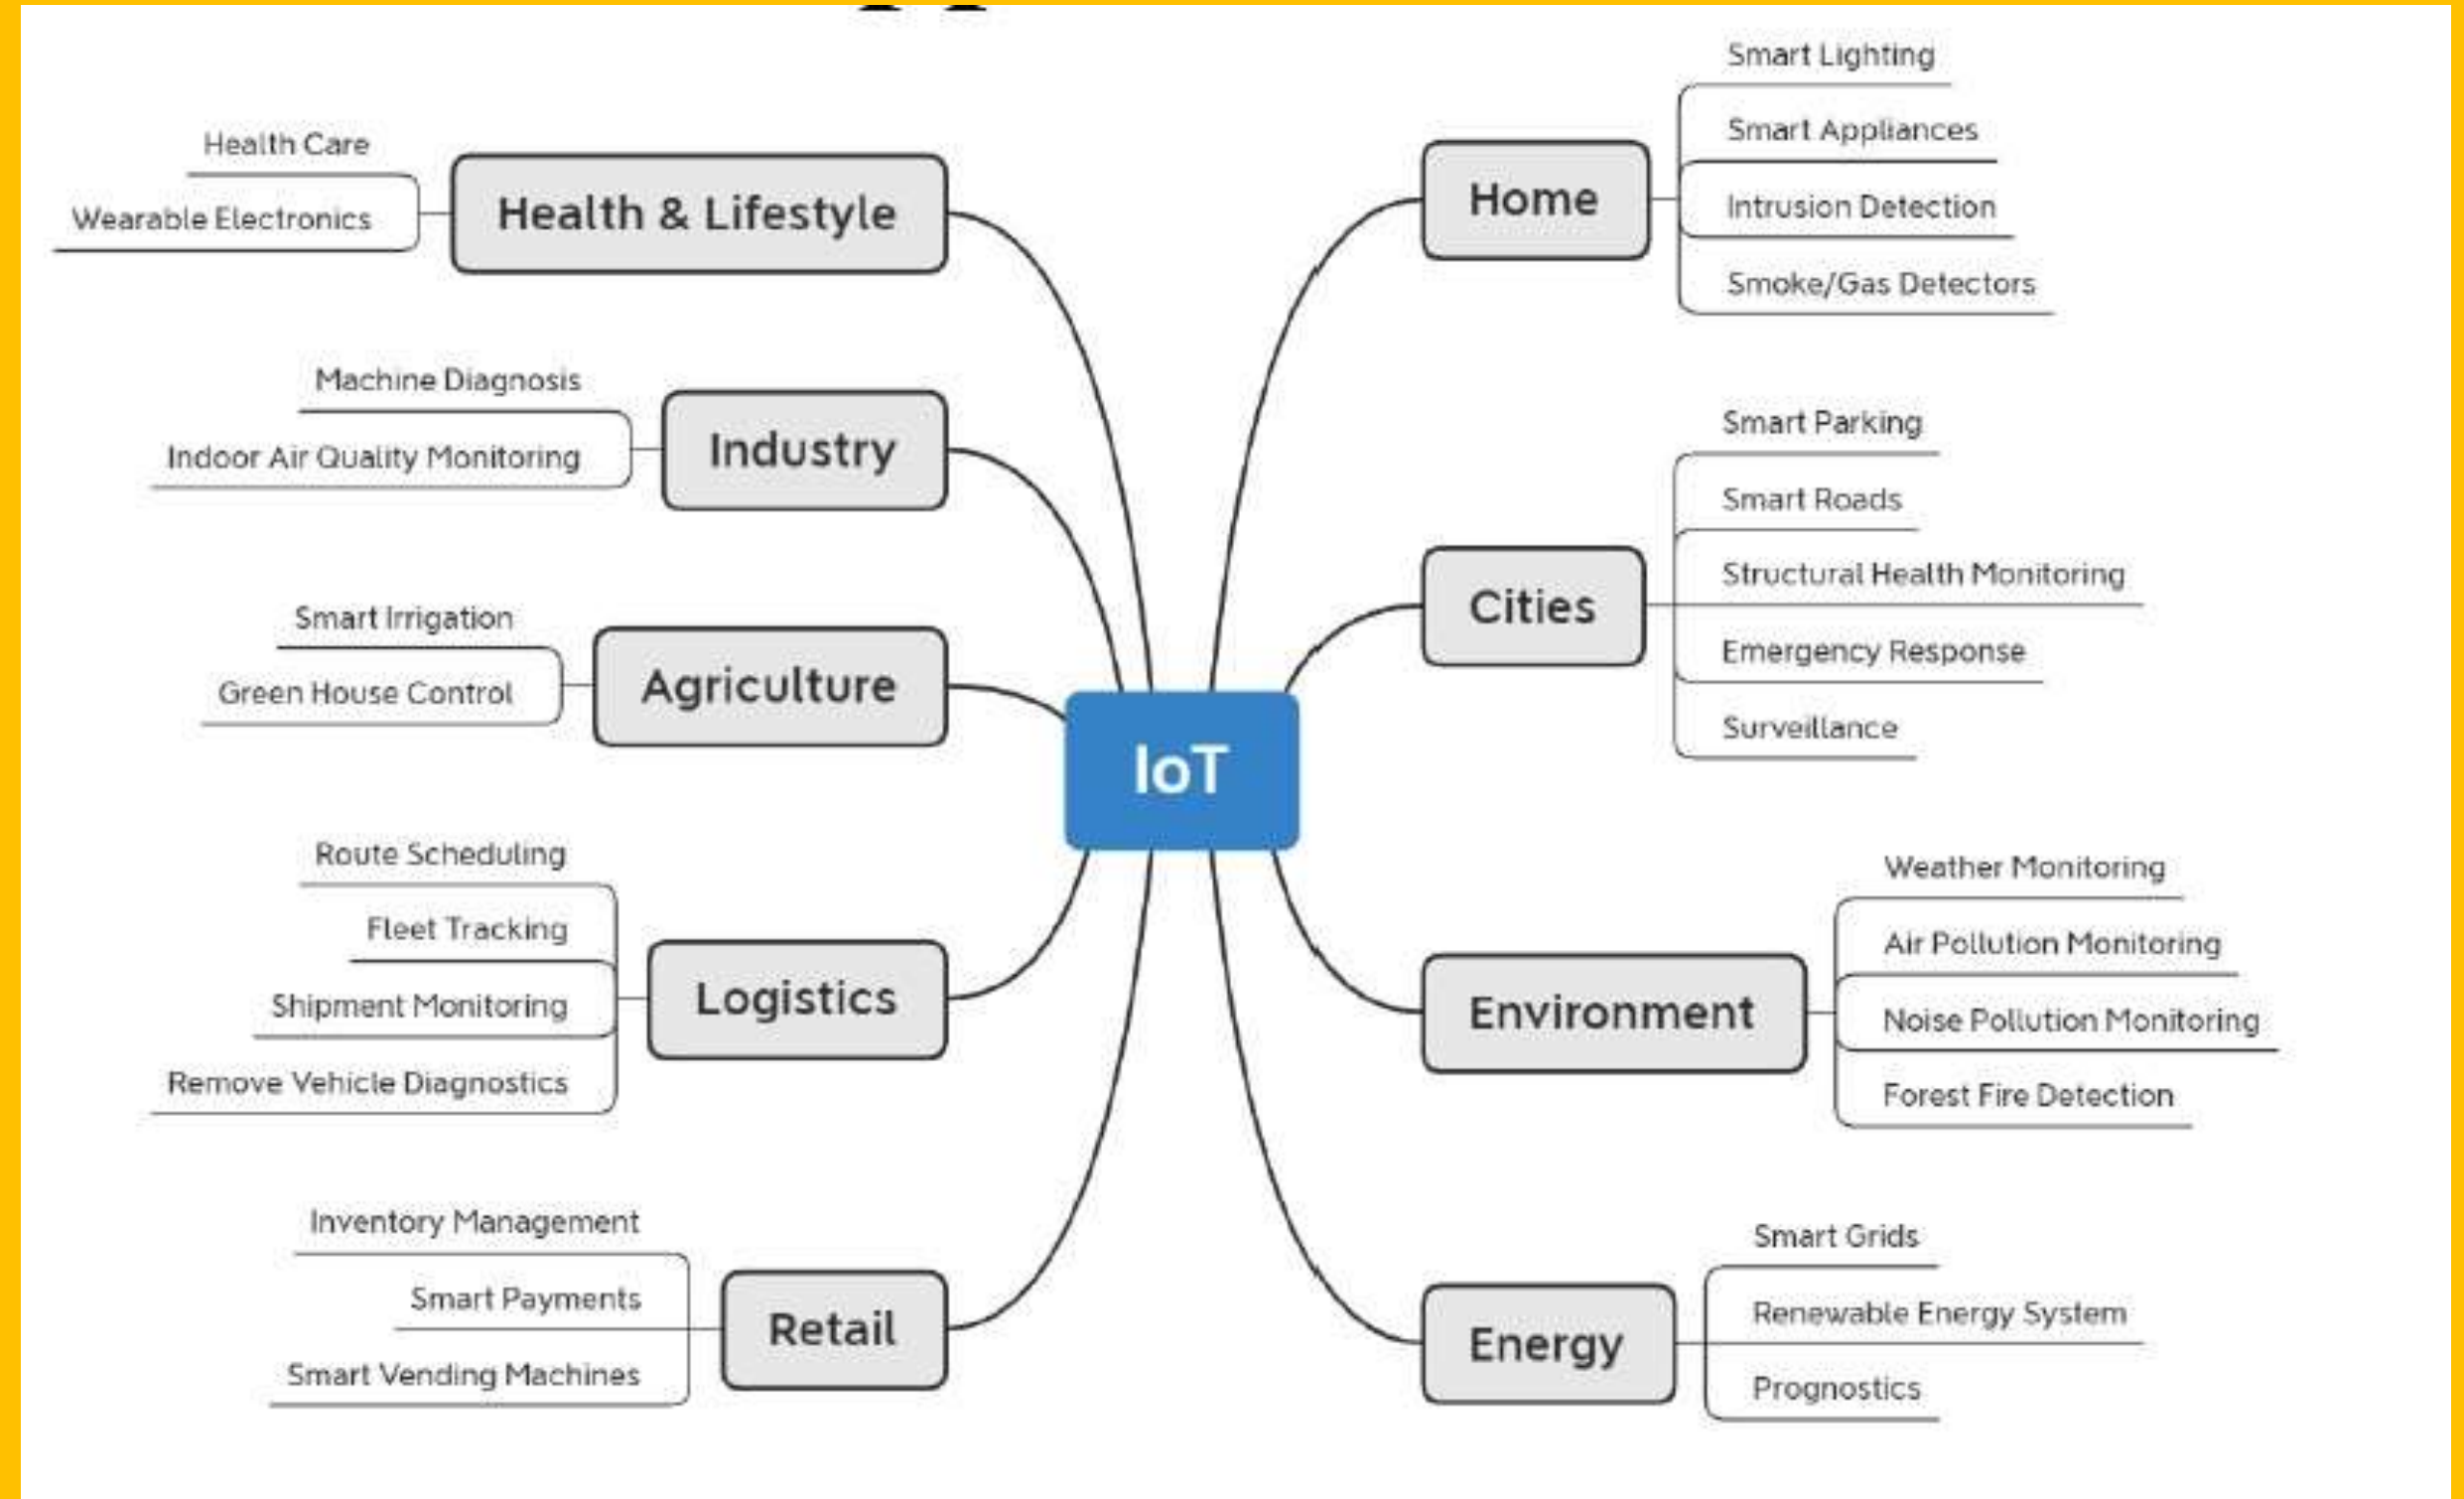 Health Care
Wearable Electronics
Health & Lifestyle
Machine Diagnosis
Indoor Air Quality Monitoring
Industry
Smart Irrigation
Green House Control
Agriculture
Route Scheduling
Fleet Tracking
Shipment Monitoring
Remove Vehicle Diagnostics
Logistics
Inventory Management
Smart Payments
Smart Vending Machines
Retail
IoT
Home
Smart Lighting
Smart Appliances
Intrusion Detection
Smoke/Gas Detectors
Cities
Smart Parking
Smart Roads
Structural Health Monitoring
Emergency Response
Surveillance
Environment
Weather Monitoring
Air Pollution Monitoring
Noise Pollution Monitoring
Forest Fire Detection
Energy
Smart Grids
Renewable Energy System
Prognostics